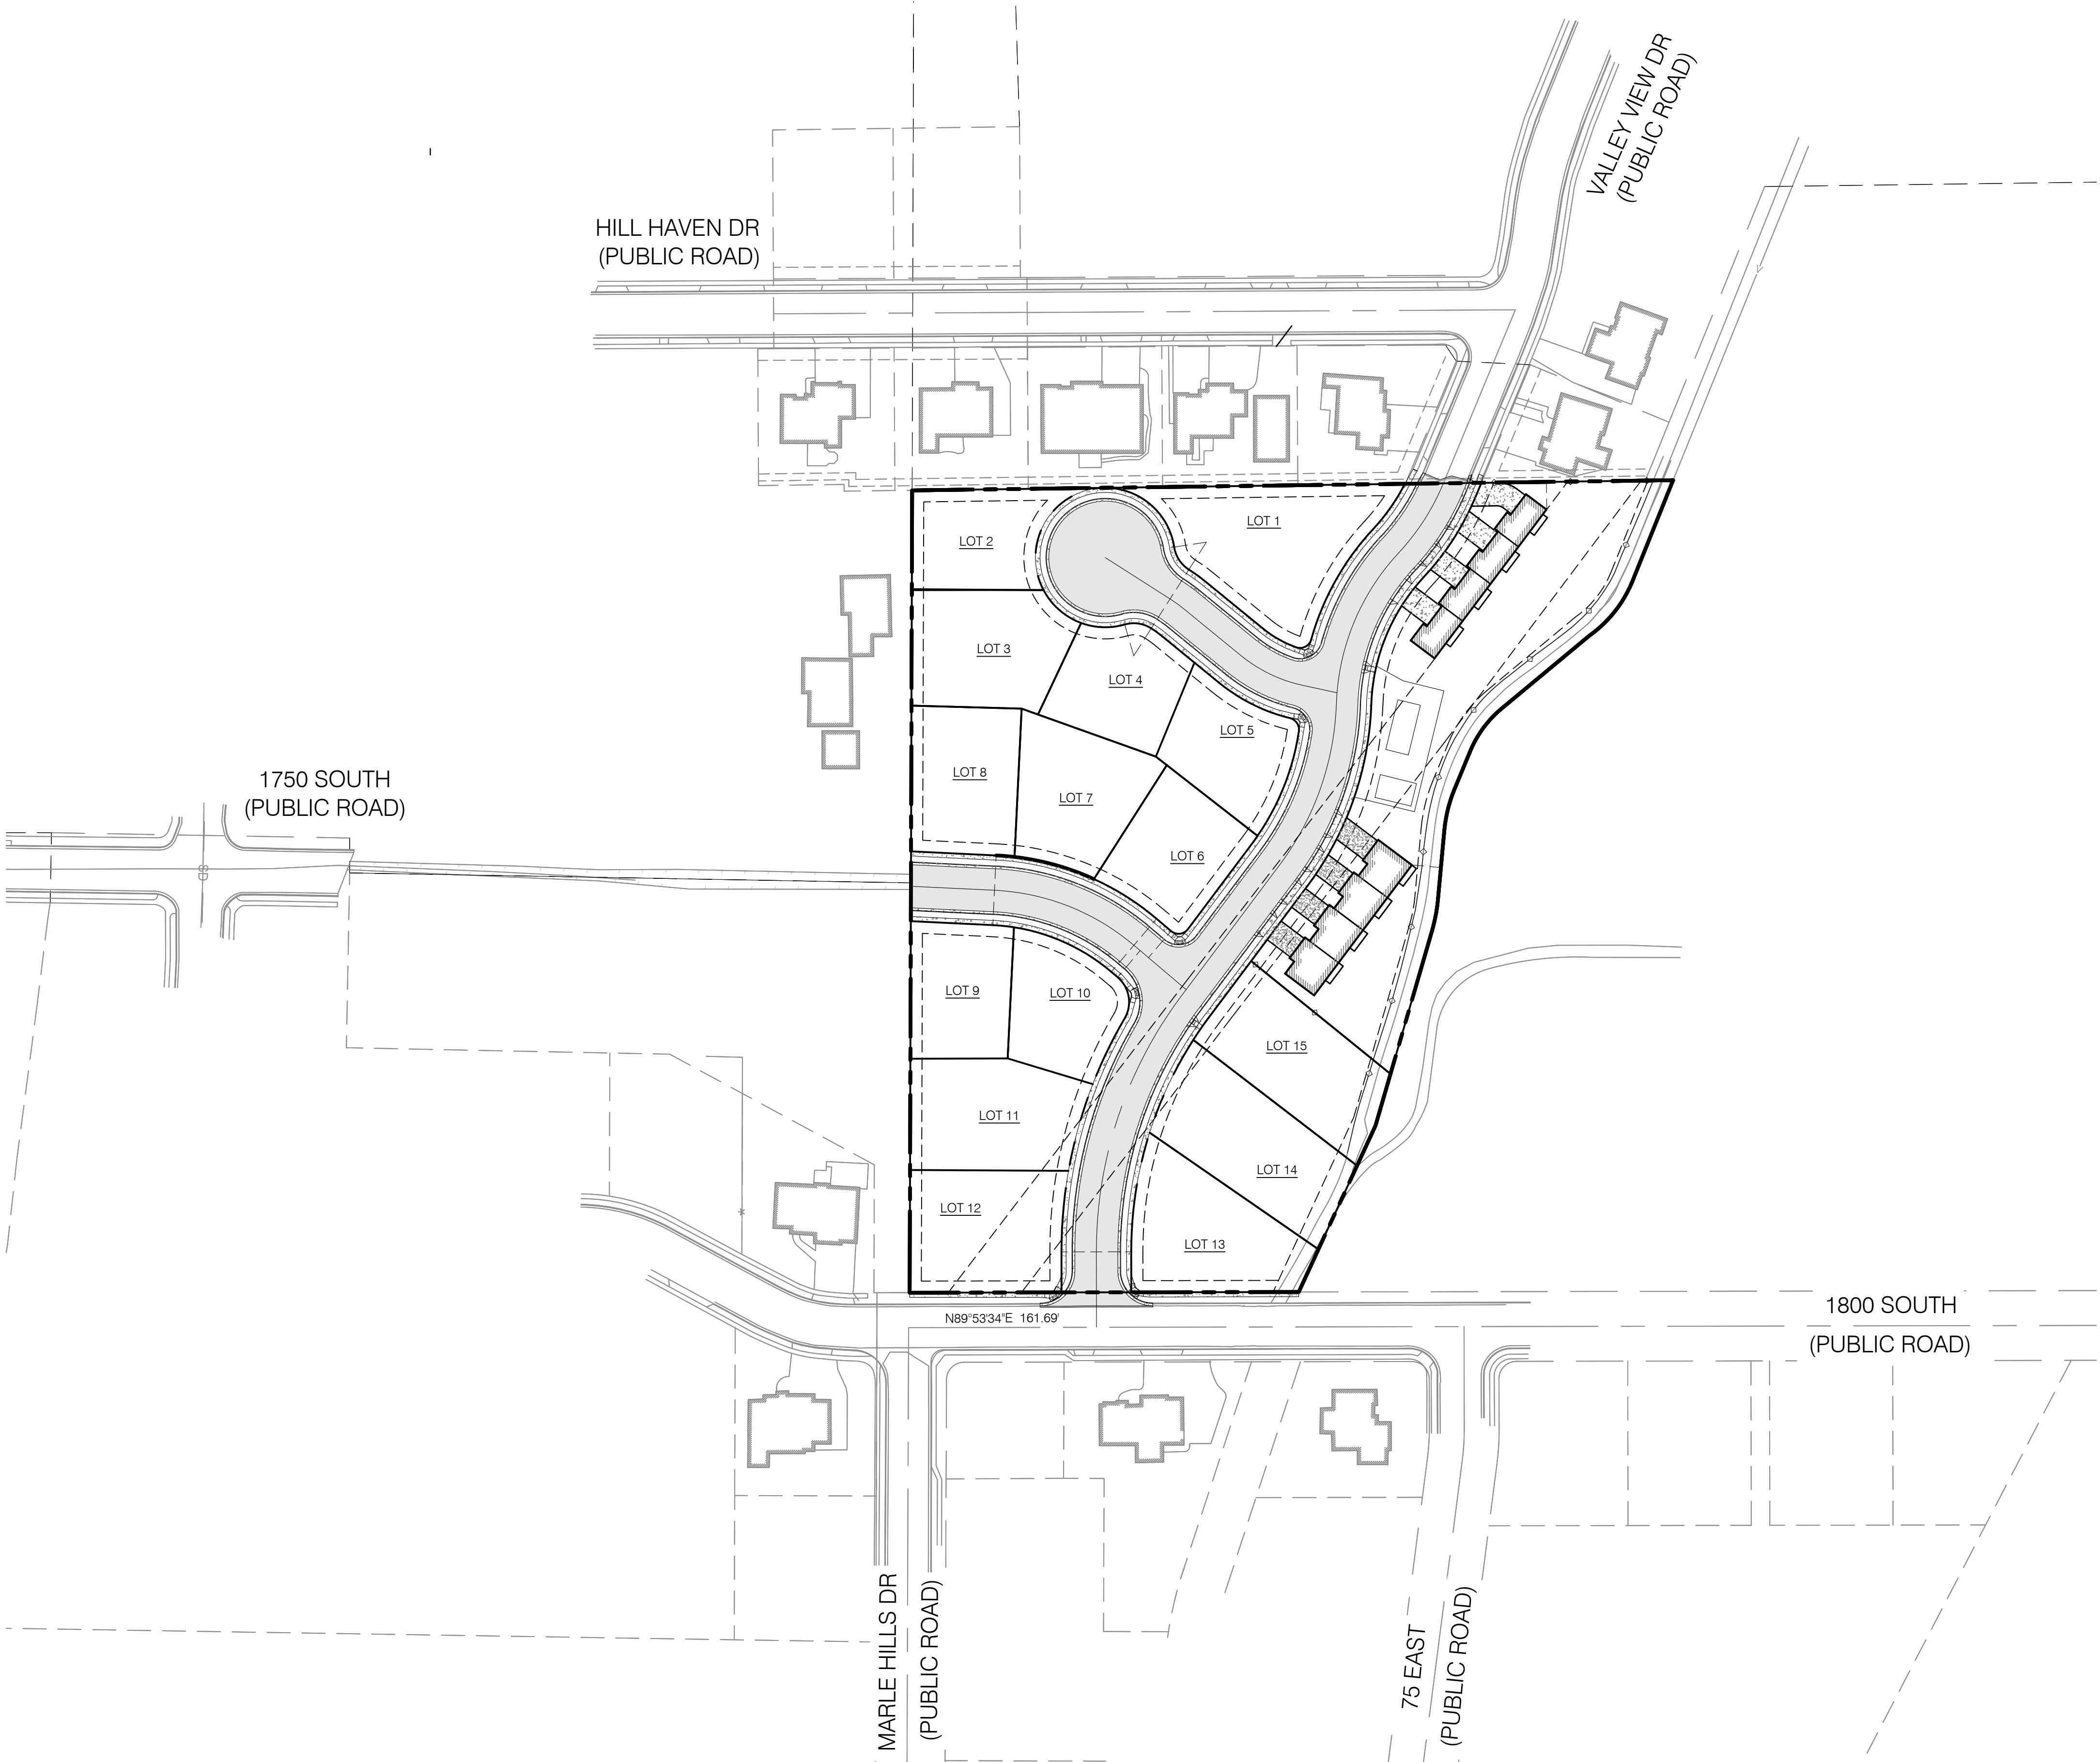 VALLEY VIEW DR
(PUBLIC ROAD)
HILL HAVEN DR
(PUBLIC ROAD)
LOT 1
LOT 2
LOT 3
LOT 4
LOT 5
1750 SOUTH
(PUBLIC ROAD)
LOT 8
LOT 7
LOT 6
LOT 9
LOT 10
LOT 15
LOT 11
LOT 14
LOT 12
LOT 13
N89°53'34"E 161.69'
1800 SOUTH
(PUBLIC ROAD)
MARLE HILLS DR
(PUBLIC ROAD)
75 EAST
(PUBLIC ROAD)